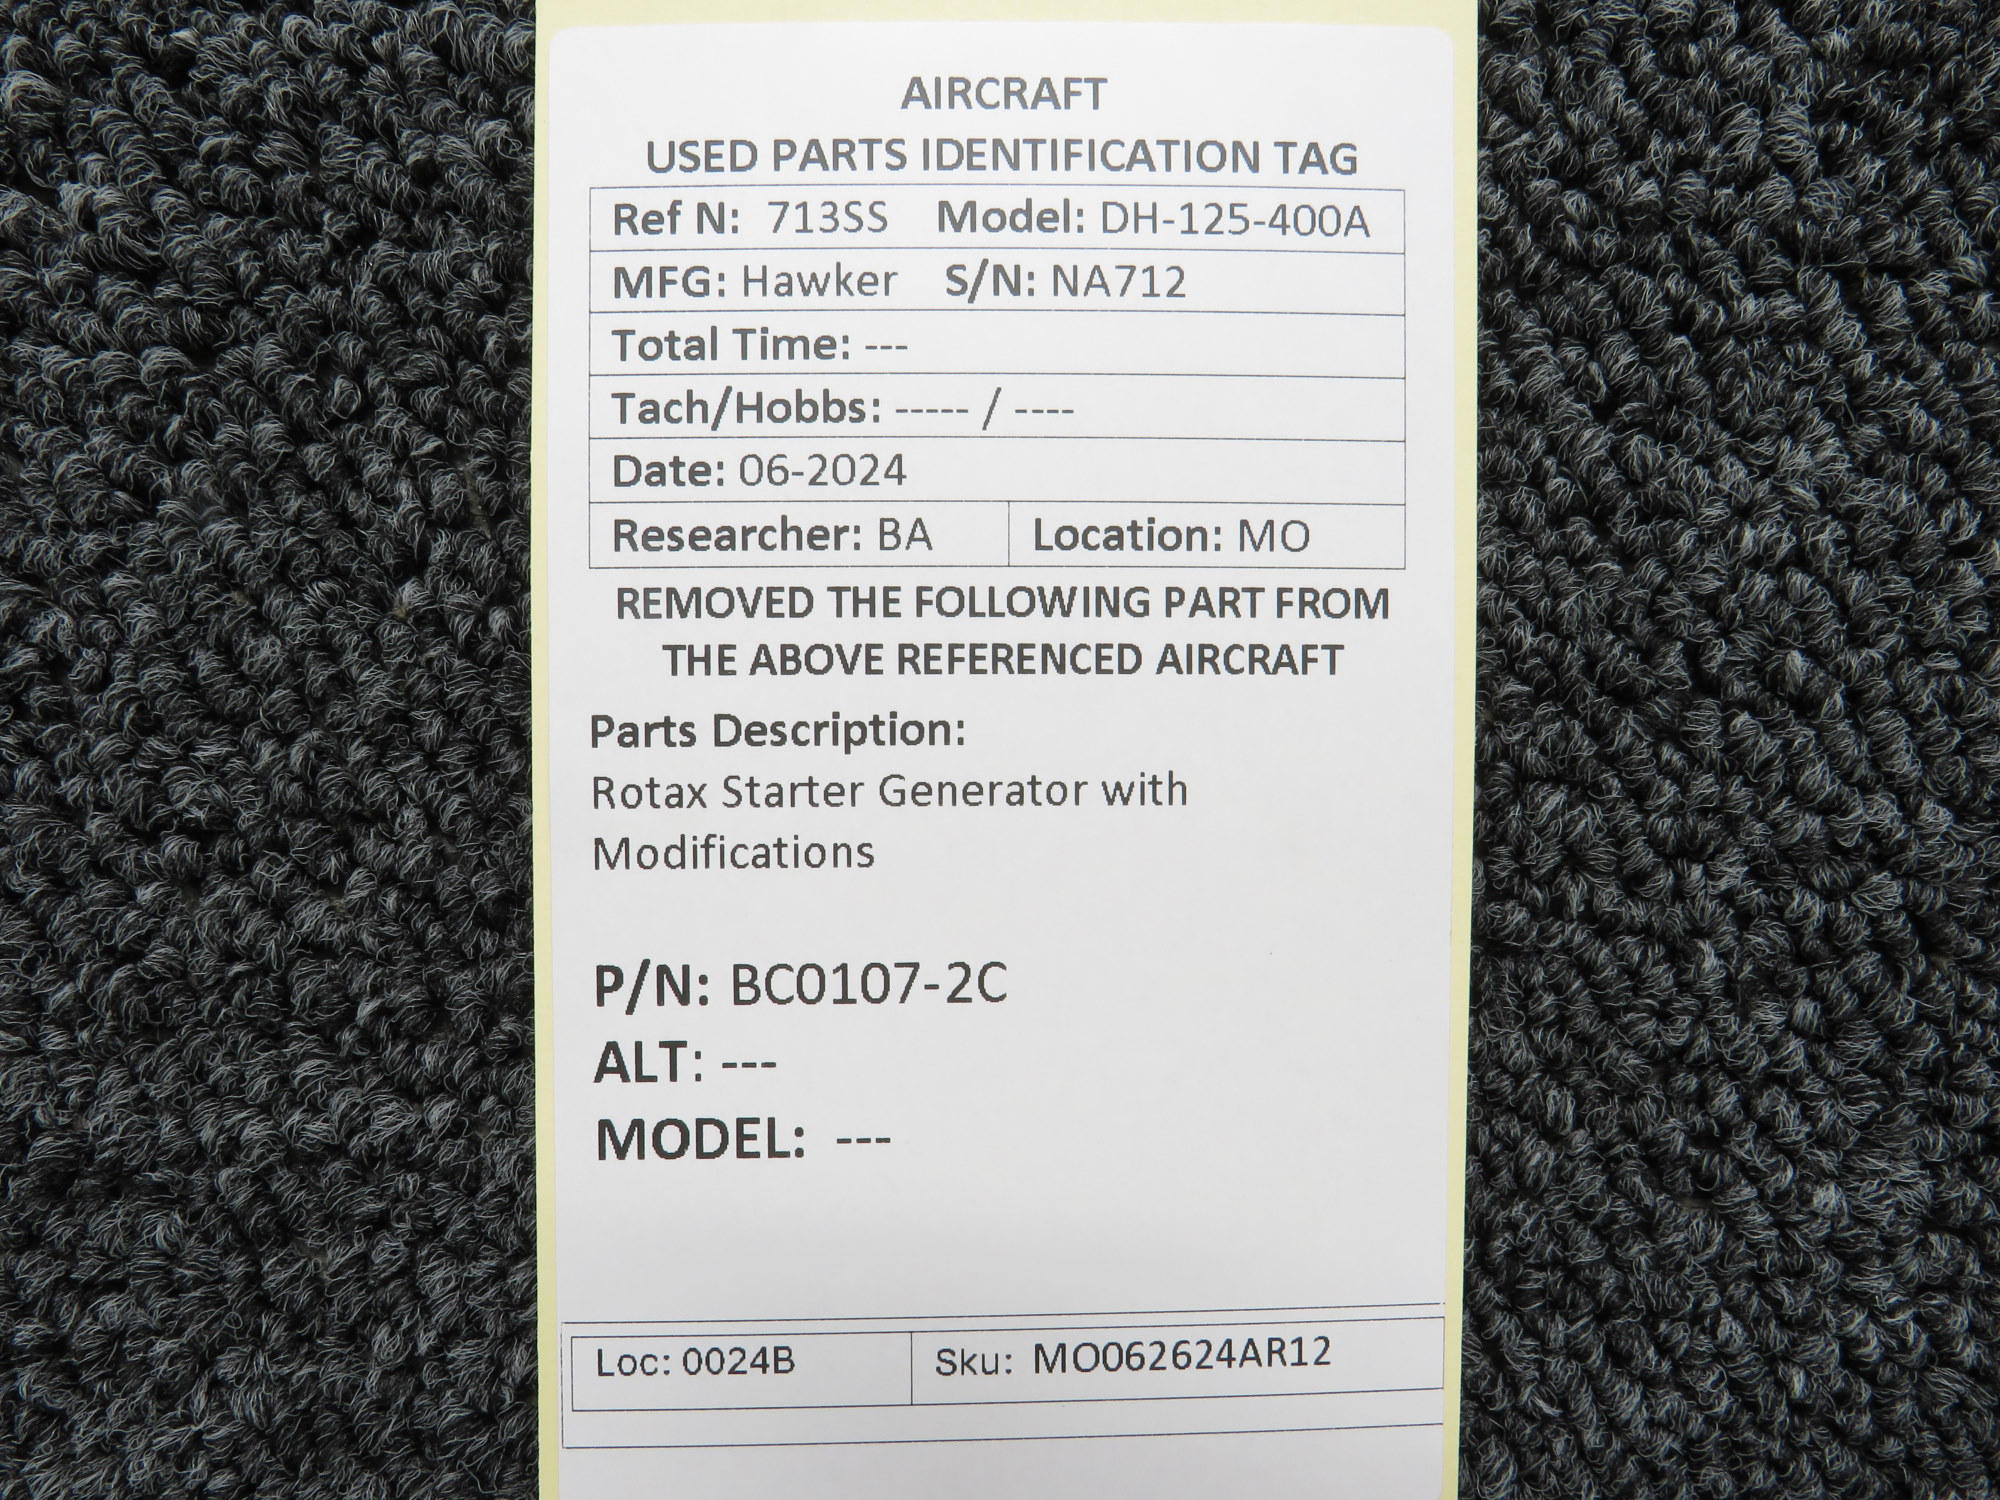 AIRCRAFT
USED PARTS IDENTIFICATION TAG
Ref N: 713SS Model: DH-125-400A
MFG: Hawker S/N: NA712
Total Time: ---
Tach/Hobbs: ----- / ----
Date: 06-2024
Researcher: BA Location: MO
REMOVED THE FOLLOWING PART FROM
THE ABOVE REFERENCED AIRCRAFT
Parts Description:
Rotax Starter Generator with
Modifications
P/N: BC0107-2C
ALT: ---
MODEL: ---
Loc: 0024B Sku: MO062624AR12